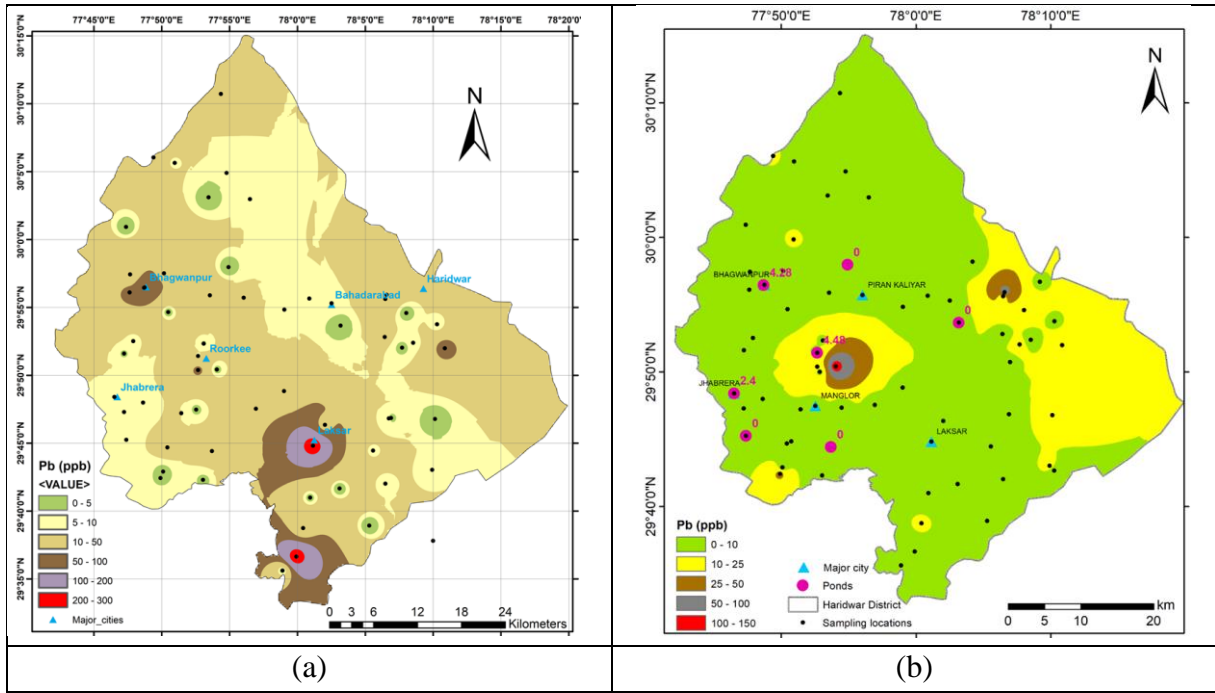 77°45'0"E 77°50'0"E 77°55'0"E 78°0'0"E 78°5'0"E 78°10'0"E 78°15'0"E 78°20'0"E
30°15'0"N
30°10'0"N
30°5'0"N
30°0'0"N
29°55'0"N
29°50'0"N
29°45'0"N
29°40'0"N
29°35'0"N
N
Bhagwanpur
Haridwar
Bahadarabad
Roorkee
Jhabrera
Pb (ppb)
<VALUE>
0 - 5
5 - 10
10 - 50
50 - 100
100 - 200
200 - 300
Major_cities
0 3 6 12 18 24
Kilometers
(a)
77°50'0"E 78°0'0"E 78°10'0"E
30°10'0"N
30°0'0"N
29°50'0"N
29°40'0"N
N
0
BHAGWANPUR
4.28
PIRAN KALIYAR
0
4.48
JHABRERA
2.4
MANGLOR
0
0
LAKSAR
Pb (ppb)
0 - 10
10 - 25
25 - 50
50 - 100
100 - 150
Major city
Ponds
Haridwar District
Sampling locations
0 5 10 20
km
(b)